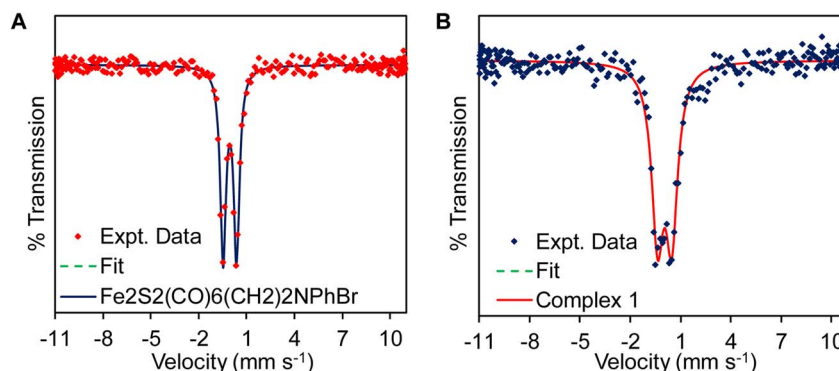 A
% Transmission
Expt. Data
Fit
Fe2S2(CO)6(CH2)2NPhBr
-11 -8 -5 -2 1 4 7 10
Velocity (mm s-1)
B
% Transmission
Expt. Data
Fit
Complex 1
-11 -8 -5 -2 1 4 7 10
Velocity (mm s-1)